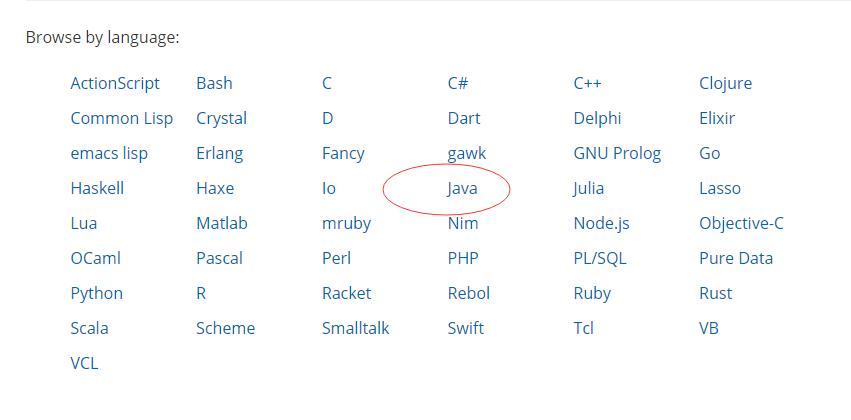 Browse by language:
ActionScript Bash C C# C++ Clojure
Common Lisp Crystal D Dart Delphi Elixir
emacs lisp Erlang Fancy gawk GNU Prolog Go
Haskell Haxe Io Java Julia Lasso
Lua Matlab mruby Nim Node.js Objective-C
OCaml Pascal Perl PHP PL/SQL Pure Data
Python R Racket Rebol Ruby Rust
Scala Scheme Smalltalk Swift Tcl VB
VCL